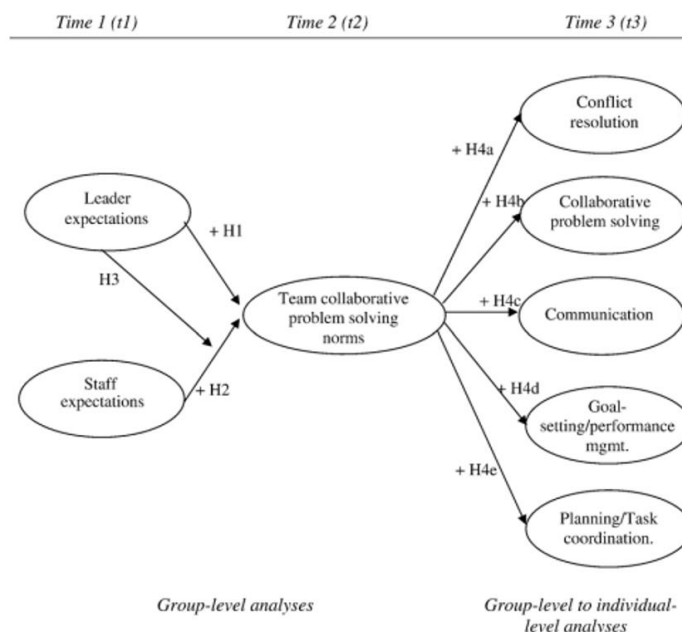 Time 1 (t1) Time 2 (t2) Time 3 (t3)
Conflict
resolution
+ H4a
Leader
expectations
+ H4b
Collaborative
problem solving
+ H1
H3
Team collaborative
problem solving
norms
+ H4c
Communication
Staff
expectations
+ H2
+ H4d
Goal-
setting/performance
mgmt.
+ H4e
Planning/Task
coordination.
Group-level analyses
Group-level to individual-
level analyses